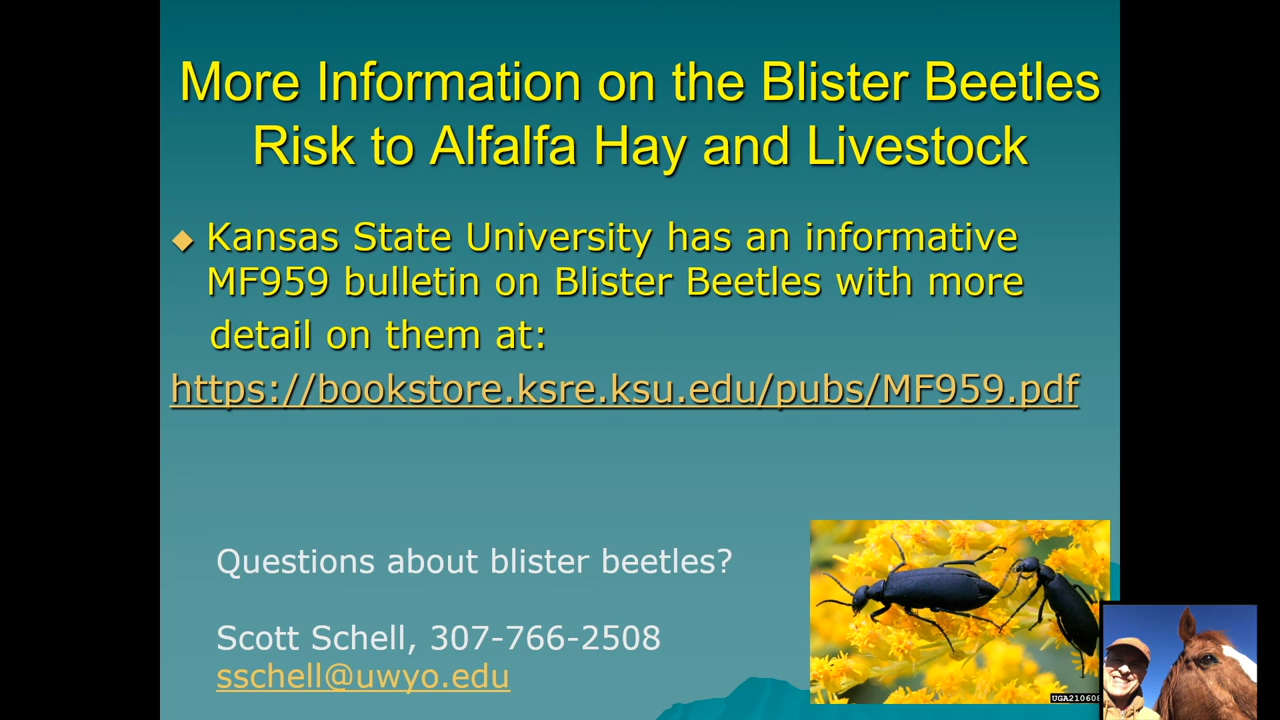 More Information on the Blister Beetles
Risk to Alfalfa Hay and Livestock
Kansas State University has an informative
MF959 bulletin on Blister Beetles with more
detail on them at:
https://bookstore.ksre.ksu.edu/pubs/MF959.pdf
Questions about blister beetles?
Scott Schell, 307-766-2508
sschell@uwyo.edu